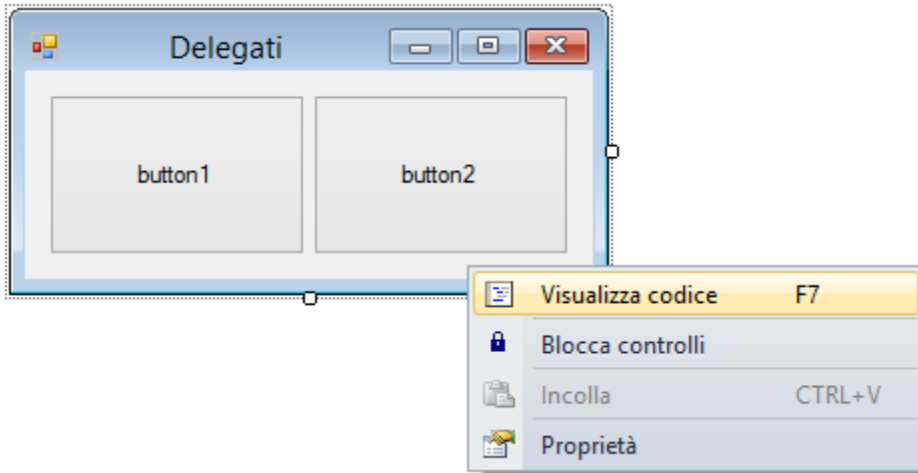 Delegati
button1
button2
Visualizza codice F7
Blocca controlli
Incolla CTRL+V
Proprietà